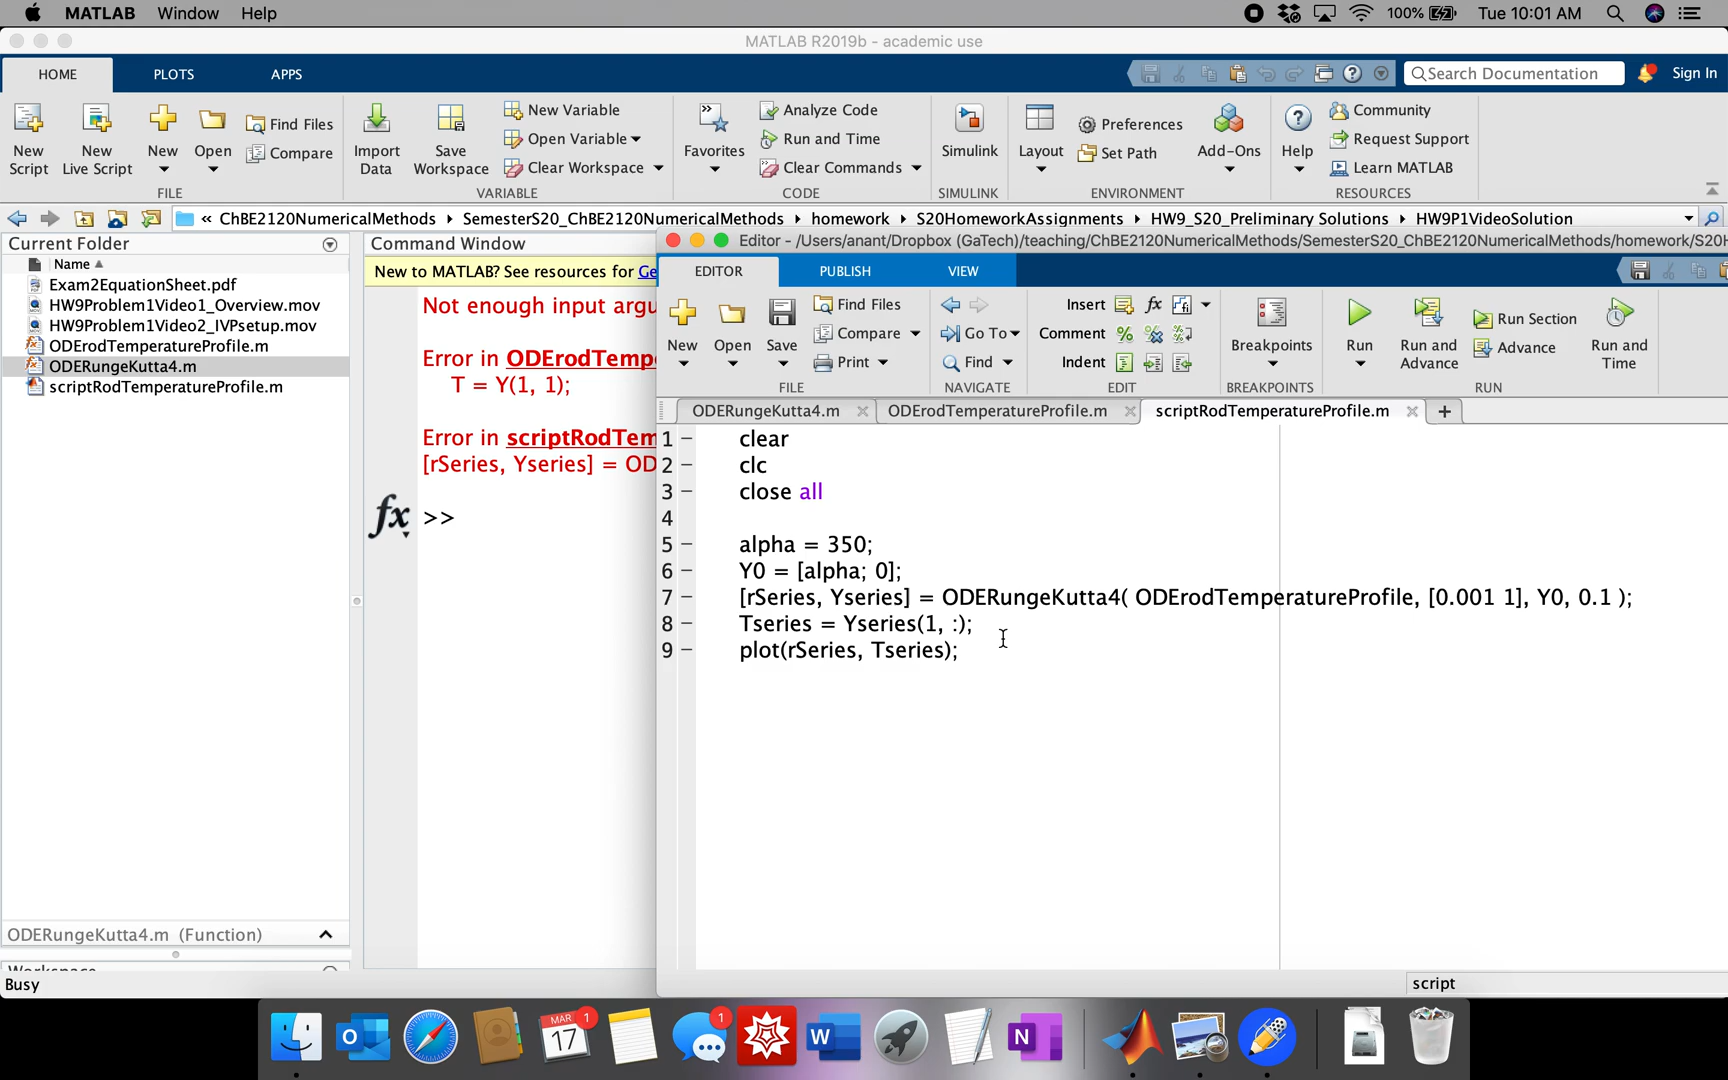 MATLAB Window Help 100% Tue 10:01 AM
MATLAB R2019b - academic use
HOME PLOTS APPS Search Documentation Sign In
New Script
New Live Script
New
Open
Find Files
Compare
FILE
Import Data
Save Workspace
New Variable
Open Variable
Clear Workspace
VARIABLE
Favorites
Analyze Code
Run and Time
Clear Commands
CODE
Simulink
SIMULINK
Layout
Preferences
Set Path
Add-Ons
ENVIRONMENT
Help
Community
Request Support
Learn MATLAB
RESOURCES
« ChBE2120NumericalMethods › SemesterS20_ChBE2120NumericalMethods › homework › S20HomeworkAssignments › HW9_S20_Preliminary Solutions › HW9P1VideoSolution
Current Folder
Name
Exam2EquationSheet.pdf
HW9Problem1Video1_Overview.mov
HW9Problem1Video2_IVPsetup.mov
ODErodTemperatureProfile.m
ODERungeKutta4.m
scriptRodTemperatureProfile.m
ODERungeKutta4.m (Function)
Workspace
Busy
Command Window
New to MATLAB? See resources for Ge
Not enough input argu
Error in ODErodTempe
T = Y(1, 1);
Error in scriptRodTem
[rSeries, Yseries] = OD
fx >>
Editor - /Users/anant/Dropbox (GaTech)/teaching/ChBE2120NumericalMethods/SemesterS20_ChBE2120NumericalMethods/homework/S20H
EDITOR PUBLISH VIEW
New
Open
Save
Find Files
Compare
Print
FILE
Go To
Find
NAVIGATE
Insert fx
Comment
Indent
EDIT
Breakpoints
BREAKPOINTS
Run
Run and Advance
Run Section
Advance
Run and Time
RUN
ODERungeKutta4.m ODErodTemperatureProfile.m scriptRodTemperatureProfile.m
1 – clear
2 – clc
3 – close all
4
5 – alpha = 350;
6 – Y0 = [alpha; 0];
7 – [rSeries, Yseries] = ODERungeKutta4( ODErodTemperatureProfile, [0.001 1], Y0, 0.1 );
8 – Tseries = Yseries(1, :);
9 – plot(rSeries, Tseries);
script
MAR
17
1
1